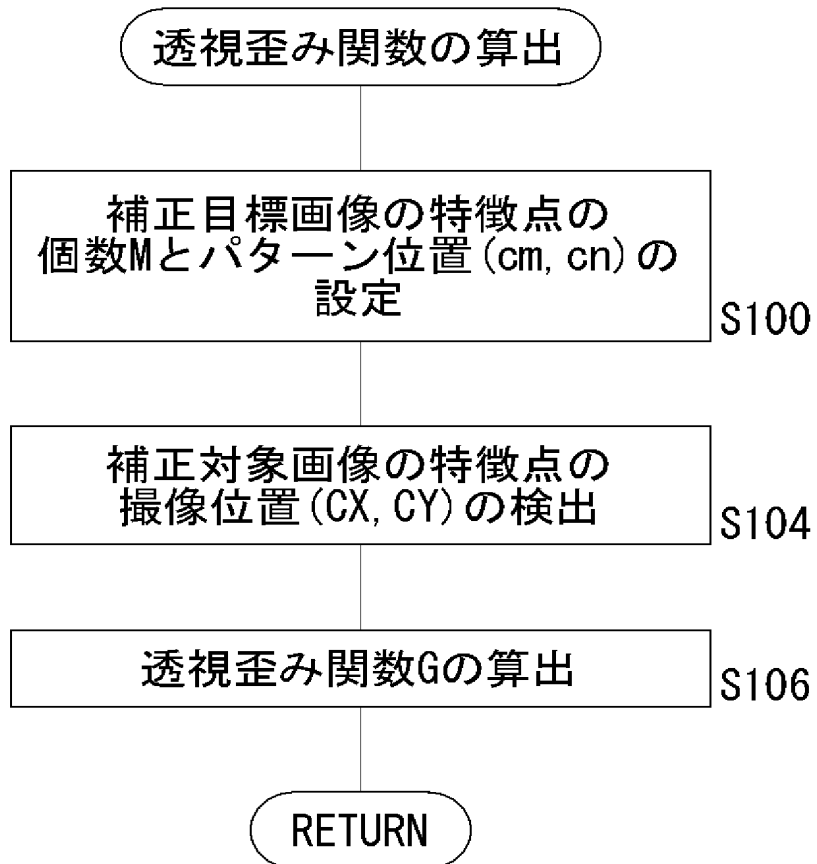 透視歪み関数の算出
補正目標画像の特徴点の
個数Mとパターン位置(cm, cn)の
設定
S100
補正対象画像の特徴点の
撮像位置(CX, CY)の検出
S104
透視歪み関数Gの算出
S106
RETURN